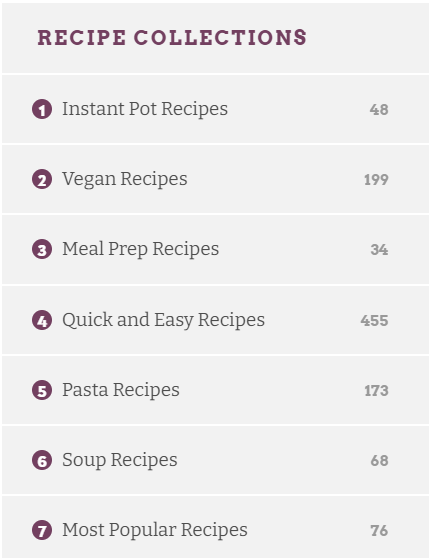 RECIPE COLLECTIONS
1 Instant Pot Recipes 48
2 Vegan Recipes 199
3 Meal Prep Recipes 34
4 Quick and Easy Recipes 455
5 Pasta Recipes 173
6 Soup Recipes 68
7 Most Popular Recipes 76